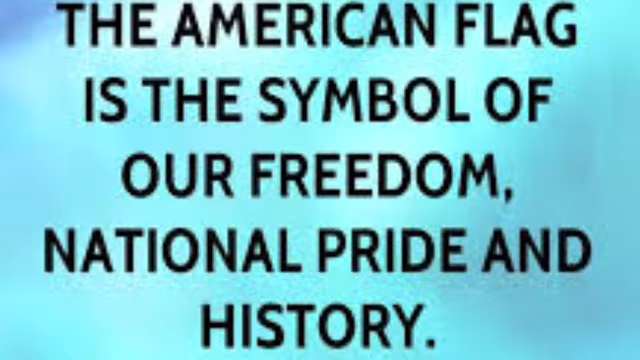 THE AMERICAN FLAG
IS THE SYMBOL OF
OUR FREEDOM,
NATIONAL PRIDE AND
HISTORY.